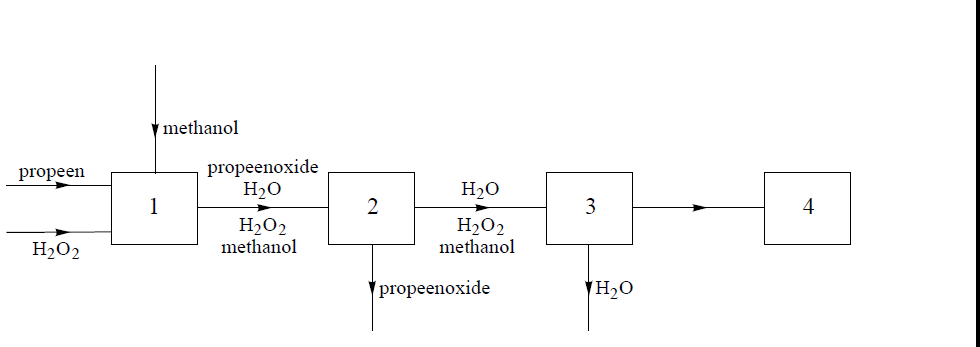 methanol
propeen
H₂O₂
1
propeenoxide
H₂O
H₂O₂
methanol
2
propeenoxide
H₂O
H₂O₂
methanol
3
H₂O
4